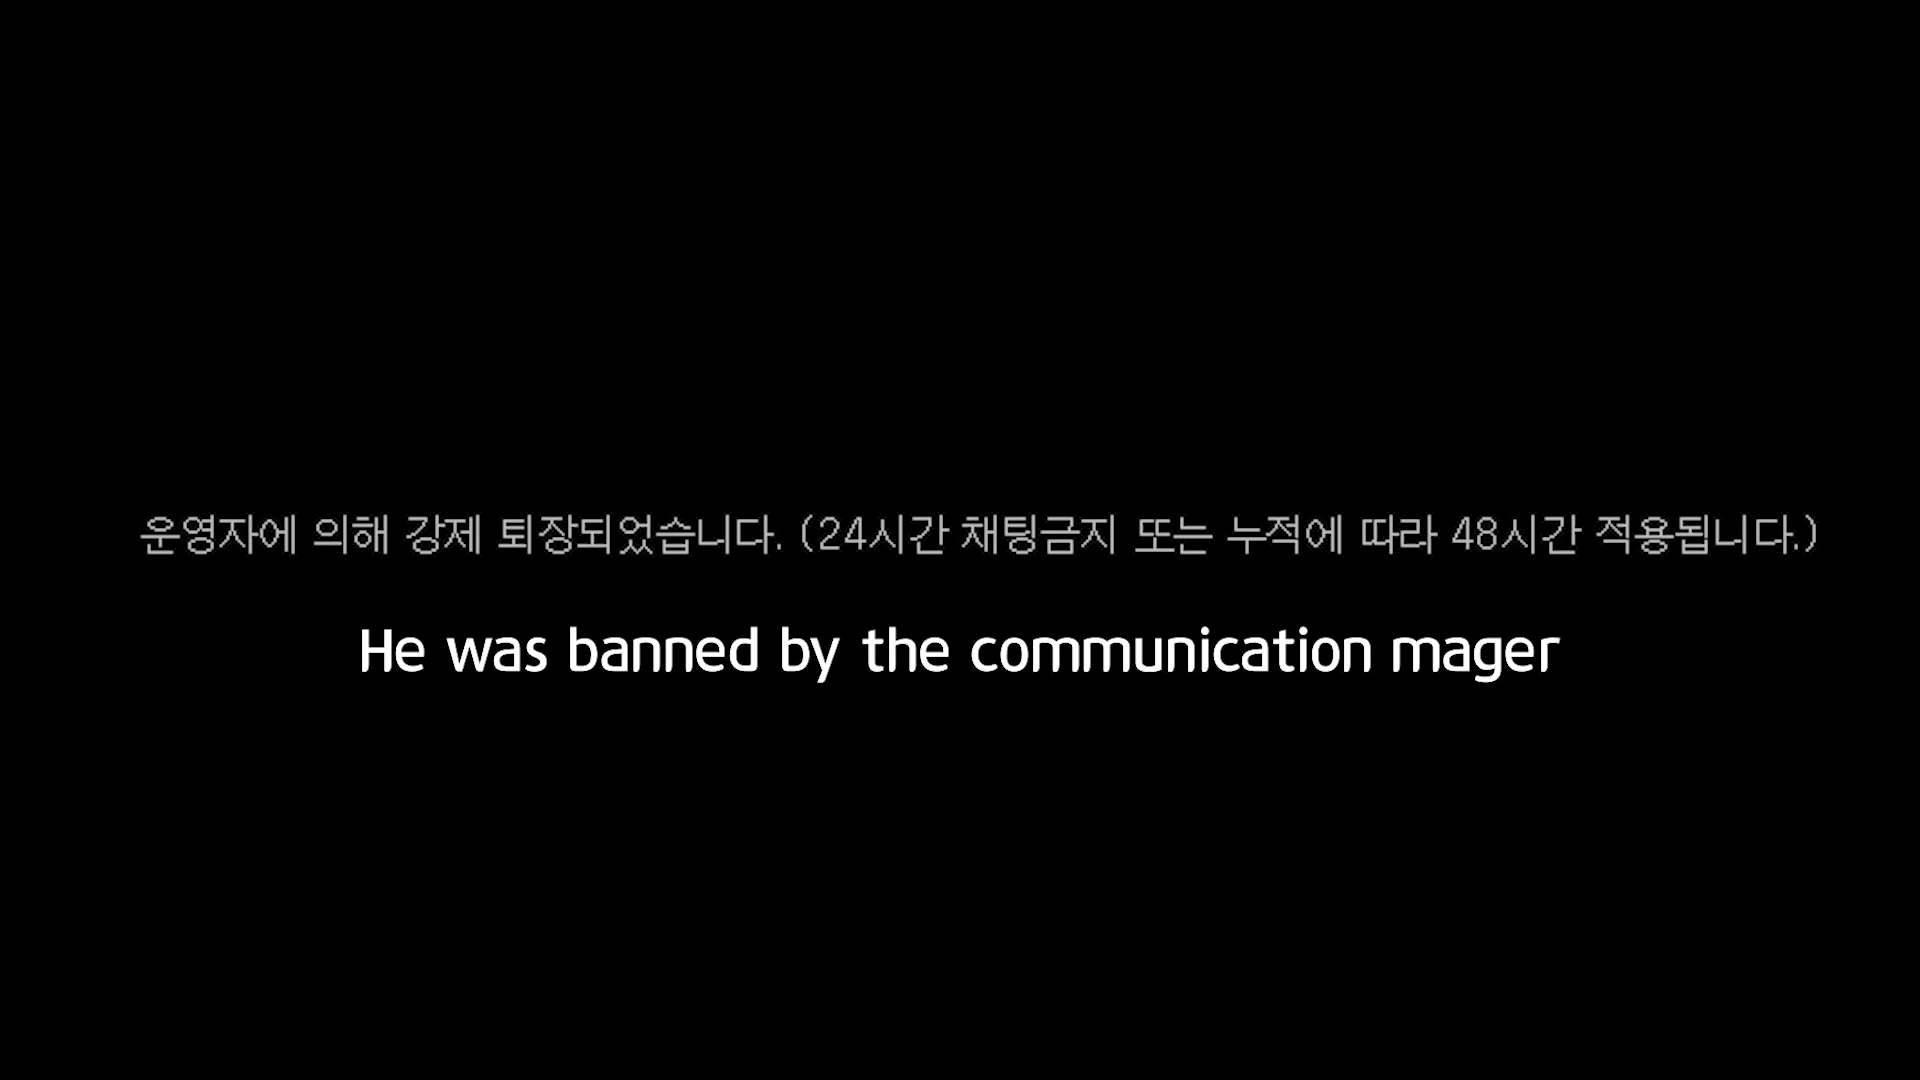 운영자에 의해 강제 퇴장되었습니다. (24시간 채팅금지 또는 누적에 따라 48시간 적용됩니다.)
He was banned by the communication mager